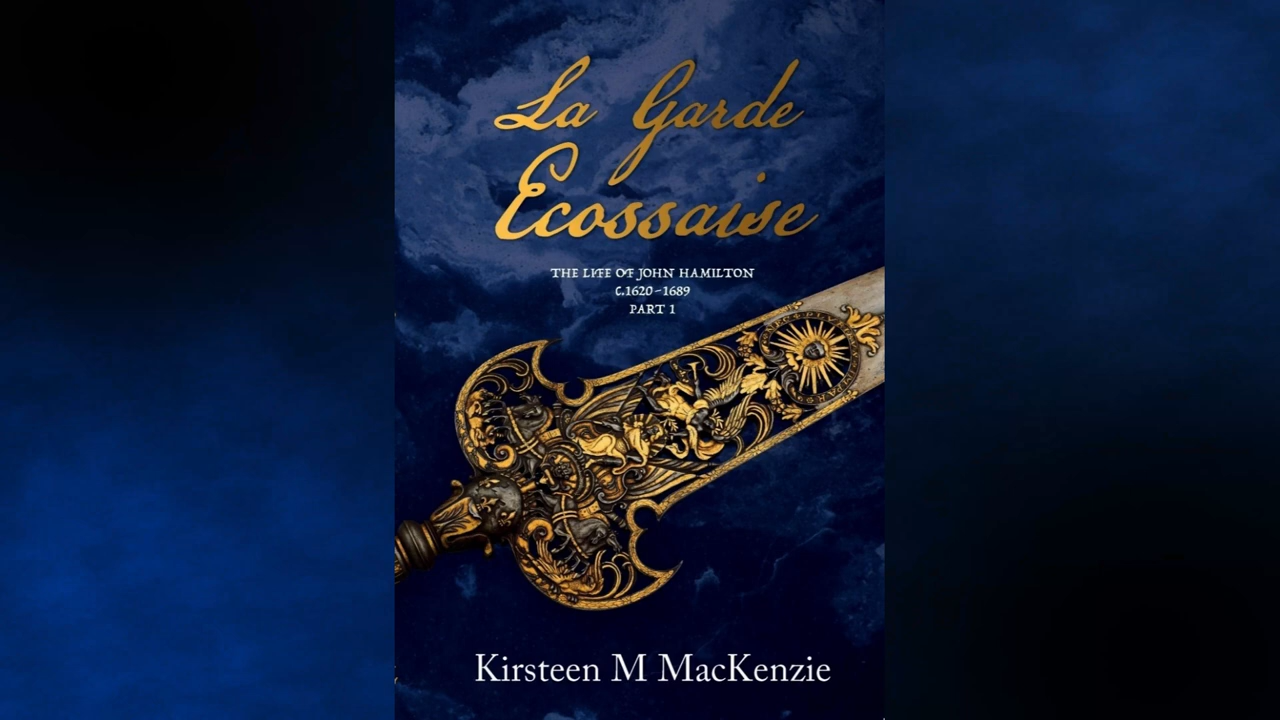 La Garde
Ecossaise
THE LIFE OF JOHN HAMILTON
C.1620-1689
PART 1
Kirsteen M MacKenzie